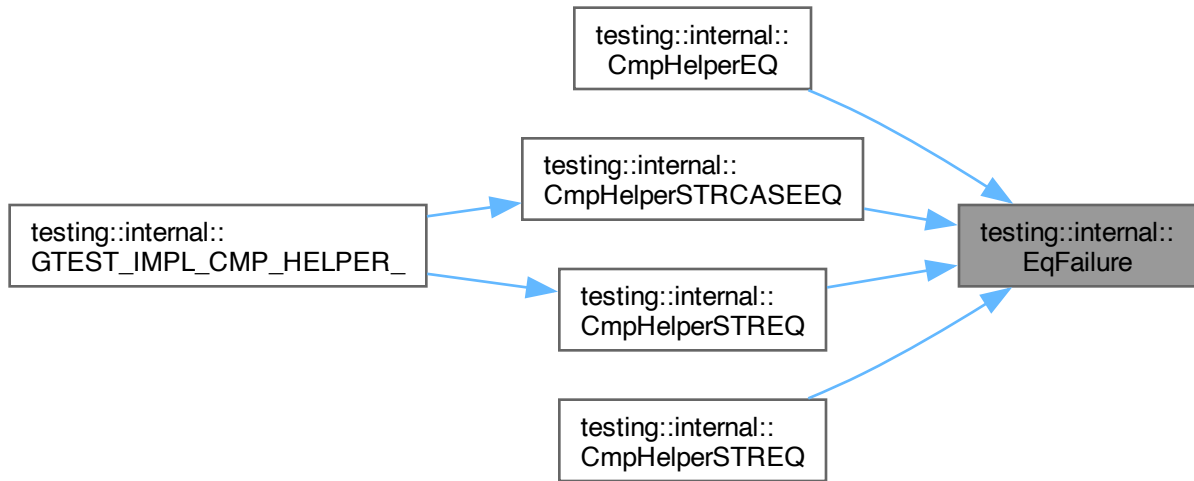 testing::internal::
CmpHelperEQ
testing::internal::
CmpHelperSTRCASEEQ
testing::internal::
GTEST_IMPL_CMP_HELPER_
testing::internal::
EqFailure
testing::internal::
CmpHelperSTREQ
testing::internal::
CmpHelperSTREQ